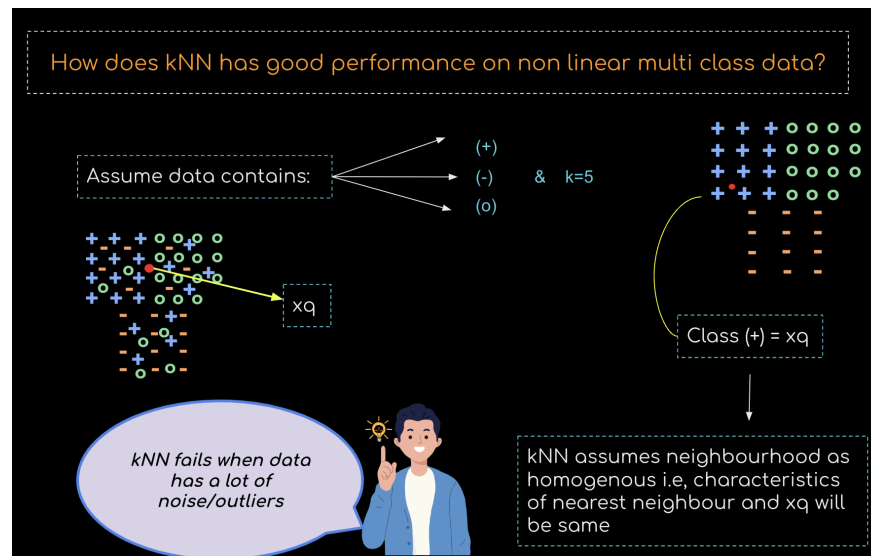 How does kNN has good performance on non linear multi class data?
Assume data contains:
(+)
(-) & k=5
(o)
xq
Class (+) = xq
kNN fails when data
has a lot of
noise/outliers
kNN assumes neighbourhood as
homogenous i.e, characteristics
of nearest neighbour and xq will
be same